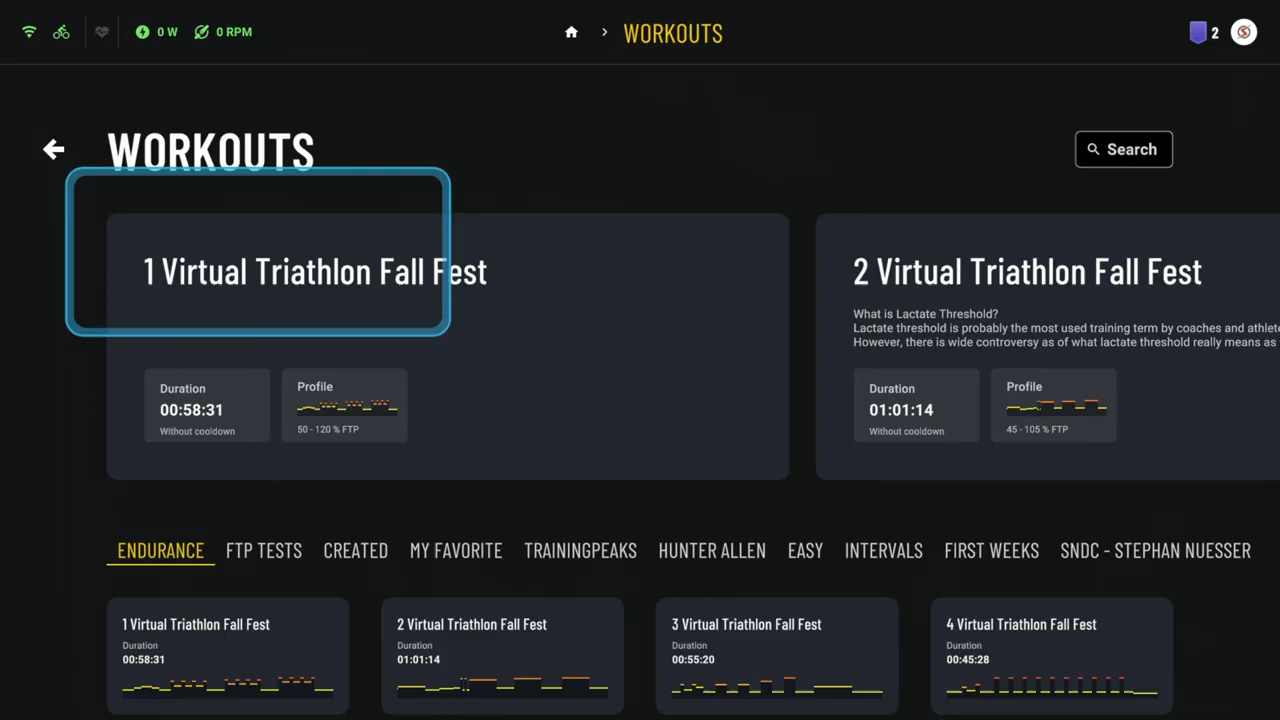 0 W
0 RPM
WORKOUTS
2
WORKOUTS
Search
1 Virtual Triathlon Fall Fest
Duration
00:58:31
Without cooldown
Profile
50 - 120 % FTP
2 Virtual Triathlon Fall Fest
What is Lactate Threshold?
Lactate threshold is probably the most used training term by coaches and athlete
However, there is wide controversy as of what lactate threshold really means as
Duration
01:01:14
Without cooldown
Profile
45 - 105 % FTP
ENDURANCE FTP TESTS CREATED MY FAVORITE TRAININGPEAKS HUNTER ALLEN EASY INTERVALS FIRST WEEKS SNDC - STEPHAN NUESSER
1 Virtual Triathlon Fall Fest
Duration
00:58:31
2 Virtual Triathlon Fall Fest
Duration
01:01:14
3 Virtual Triathlon Fall Fest
Duration
00:55:20
4 Virtual Triathlon Fall Fest
Duration
00:45:28